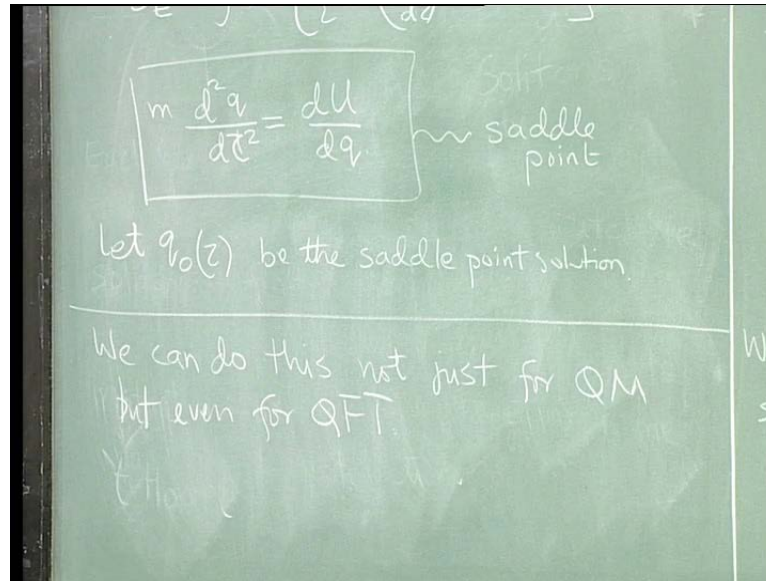 m d²q/dτ² = dU/dq ~ saddle
point
Let q₀(τ) be the saddle point solution.
We can do this not just for QM
but even for QFT.
W